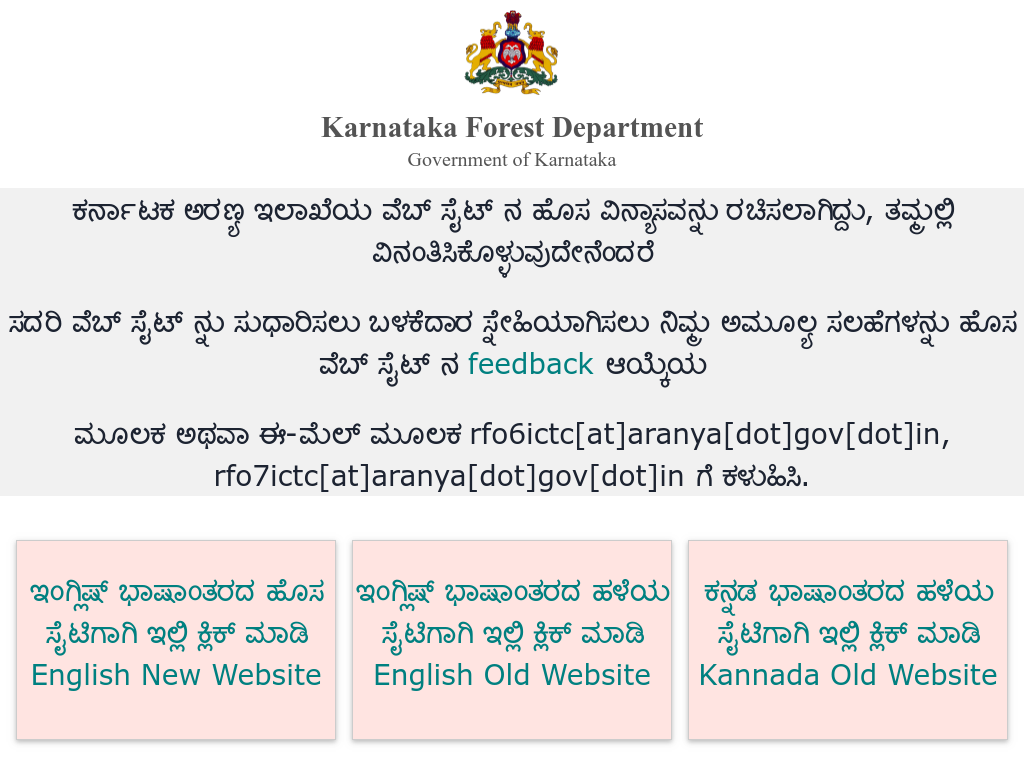 Karnataka Forest Department
Government of Karnataka
ಕರ್ನಾಟಕ ಅರಣ್ಯ ಇಲಾಖೆಯ ವೆಬ್ ಸೈಟ್ ನ ಹೊಸ ವಿನ್ಯಾಸವನ್ನು ರಚಿಸಲಾಗಿದ್ದು, ತಮ್ಮಲ್ಲಿ
ವಿನಂತಿಸಿಕೊಳ್ಳುವುದೇನೆಂದರೆ
ಸದರಿ ವೆಬ್ ಸೈಟ್ ನ್ನು ಸುಧಾರಿಸಲು ಬಳಕೆದಾರ ಸ್ನೇಹಿಯಾಗಿಸಲು ನಿಮ್ಮ ಅಮೂಲ್ಯ ಸಲಹೆಗಳನ್ನು ಹೊಸ
ವೆಬ್ ಸೈಟ್ ನ feedback ಆಯ್ಕೆಯ
ಮೂಲಕ ಅಥವಾ ಈ-ಮೆಲ್ ಮೂಲಕ rfo6ictc[at]aranya[dot]gov[dot]in,
rfo7ictc[at]aranya[dot]gov[dot]in ಗೆ ಕಳುಹಿಸಿ.
ಇಂಗ್ಲಿಷ್ ಭಾಷಾಂತರದ ಹೊಸ
ಸೈಟಿಗಾಗಿ ಇಲ್ಲಿ ಕ್ಲಿಕ್ ಮಾಡಿ
English New Website
ಇಂಗ್ಲಿಷ್ ಭಾಷಾಂತರದ ಹಳೆಯ
ಸೈಟಿಗಾಗಿ ಇಲ್ಲಿ ಕ್ಲಿಕ್ ಮಾಡಿ
English Old Website
ಕನ್ನಡ ಭಾಷಾಂತರದ ಹಳೆಯ
ಸೈಟಿಗಾಗಿ ಇಲ್ಲಿ ಕ್ಲಿಕ್ ಮಾಡಿ
Kannada Old Website